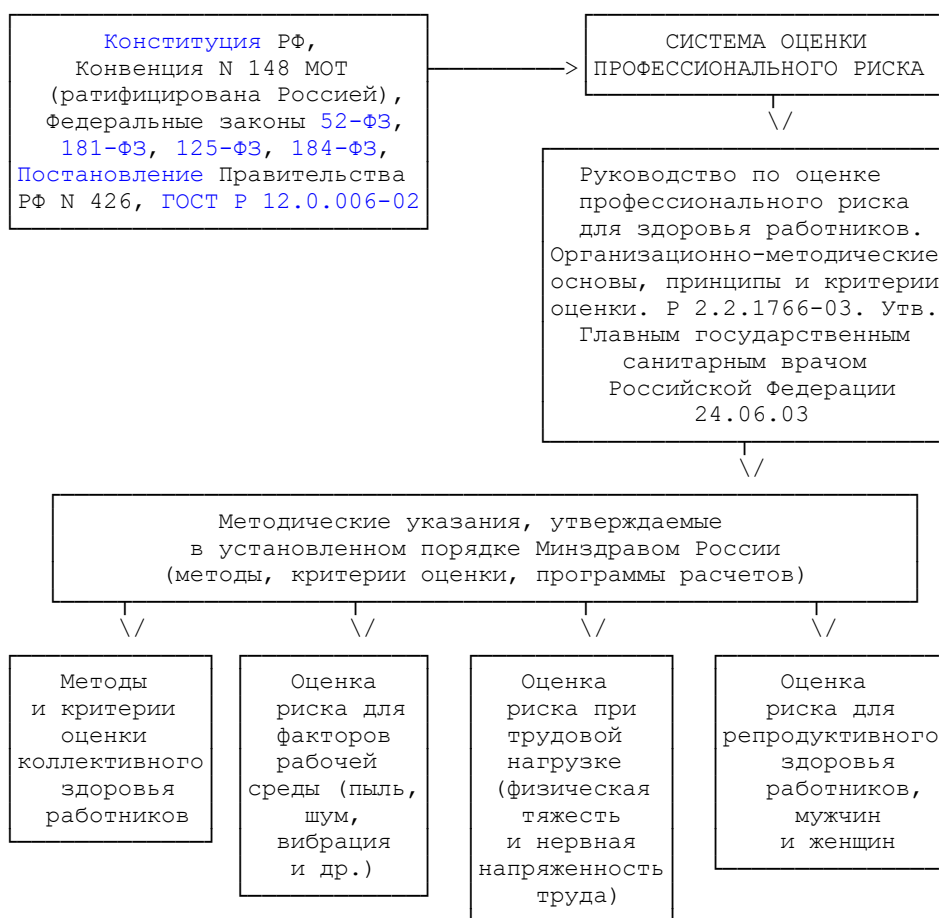 Конституция РФ,
Конвенция N 148 МОТ
(ратифицирована Россией),
Федеральные законы 52-ФЗ,
181-ФЗ, 125-ФЗ, 184-ФЗ,
Постановление Правительства
РФ N 426, ГОСТ Р 12.0.006-02
СИСТЕМА ОЦЕНКИ
ПРОФЕССИОНАЛЬНОГО РИСКА
Руководство по оценке
профессионального риска
для здоровья работников.
Организационно-методические
основы, принципы и критерии
оценки. Р 2.2.1766-03. Утв.
Главным государственным
санитарным врачом
Российской Федерации
24.06.03
Методические указания, утверждаемые
в установленном порядке Минздравом России
(методы, критерии оценки, программы расчетов)
Методы
и критерии
оценки
коллективного
здоровья
работников
Оценка
риска для
факторов
рабочей
среды (пыль,
шум,
вибрация
и др.)
Оценка
риска при
трудовой
нагрузке
(физическая
тяжесть
и нервная
напряженность
труда)
Оценка
риска для
репродуктивного
здоровья
работников,
мужчин
и женщин